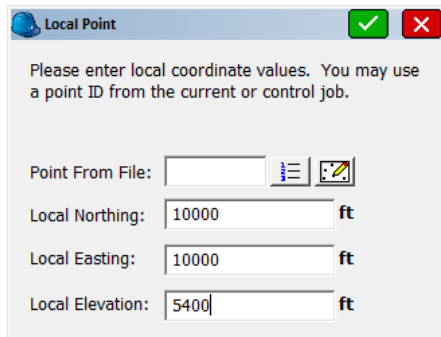 Local Point
Please enter local coordinate values.  You may use
a point ID from the current or control job.
Point From File:
Local Northing: 10000 ft
Local Easting: 10000 ft
Local Elevation: 5400 ft